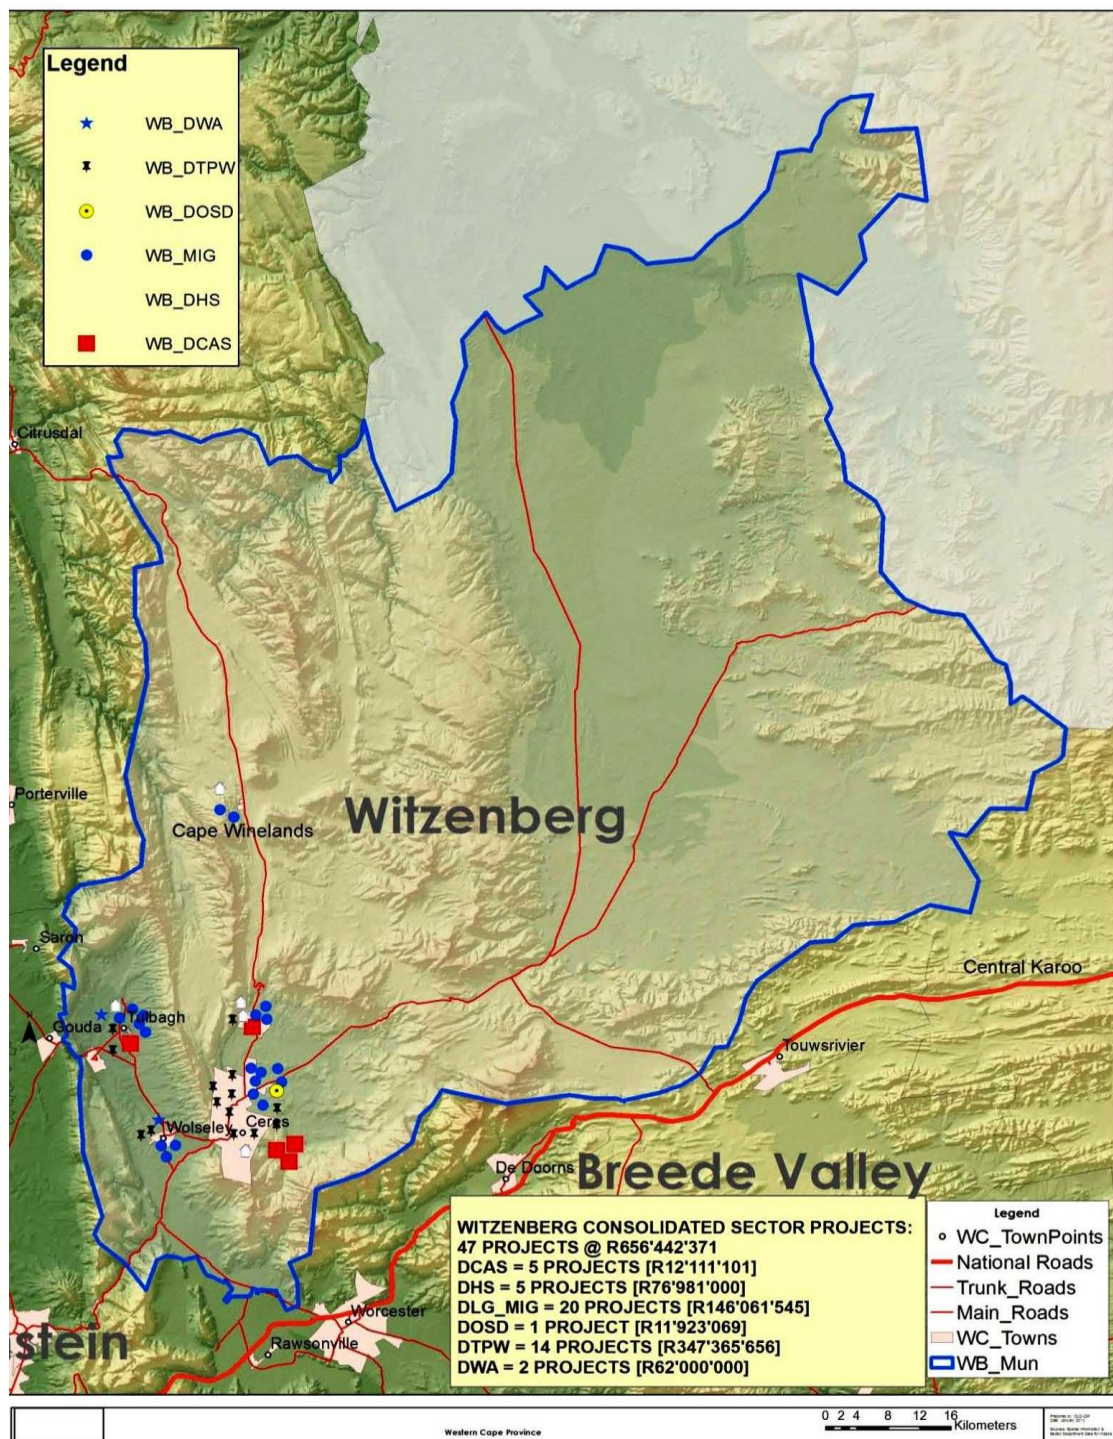 Legend
WB_DWA
WB_DTPW
WB_DOSD
WB_MIG
WB_DHS
WB_DCAS
Citrusdal
Porterville
Cape Winelands
Witzenberg
Saron
Central Karoo
Gouda
Tulbagh
Touwsrivier
Wolseley
Ceres
De Doorns
Breede Valley
WITZENBERG CONSOLIDATED SECTOR PROJECTS:
47 PROJECTS @ R656'442'371
DCAS = 5 PROJECTS [R12'111'101]
DHS = 5 PROJECTS [R76'981'000]
DLG_MIG = 20 PROJECTS [R146'061'545]
DOSD = 1 PROJECT [R11'923'069]
DTPW = 14 PROJECTS [R347'365'656]
DWA = 2 PROJECTS [R62'000'000]
Legend
WC_TownPoints
National Roads
Trunk_Roads
Main_Roads
WC_Towns
WB_Mun
Worcester
Rawsonville
stein
0 2 4 8 12 16
Kilometers
Western Cape Province